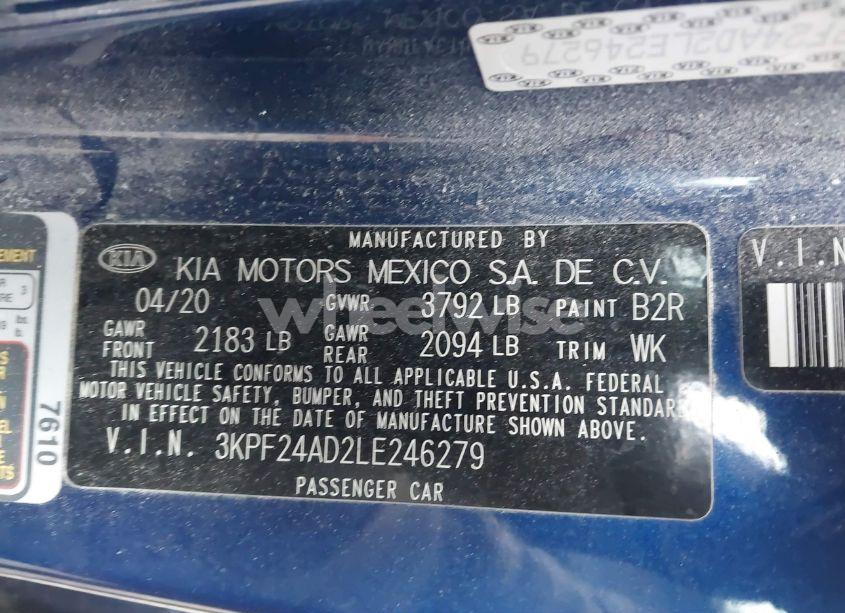 F24AD2LE246279
MANUFACTURED BY
KIA KIA MOTORS MEXICO S.A. DE C.V.
04/20 GVWR 3792 LB PAINT B2R
GAWR FRONT 2183 LB GAWR REAR 2094 LB TRIM WK
THIS VEHICLE CONFORMS TO ALL APPLICABLE U.S.A. FEDERAL
MOTOR VEHICLE SAFETY, BUMPER, AND THEFT PREVENTION STANDARD
IN EFFECT ON THE DATE OF MANUFACTURE SHOWN ABOVE.
V.I.N. 3KPF24AD2LE246279
PASSENGER CAR
7610
V.I.N
wheelwise